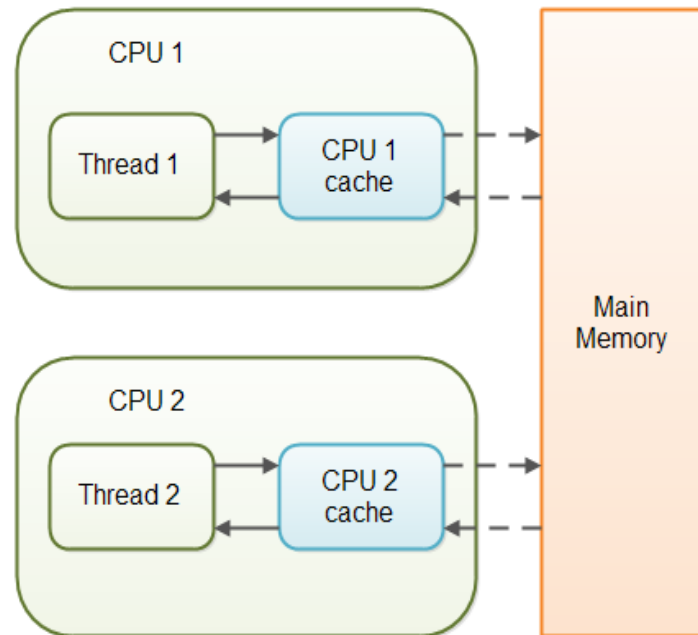 CPU 1
Thread 1
CPU 1
cache
Main
Memory
CPU 2
Thread 2
CPU 2
cache